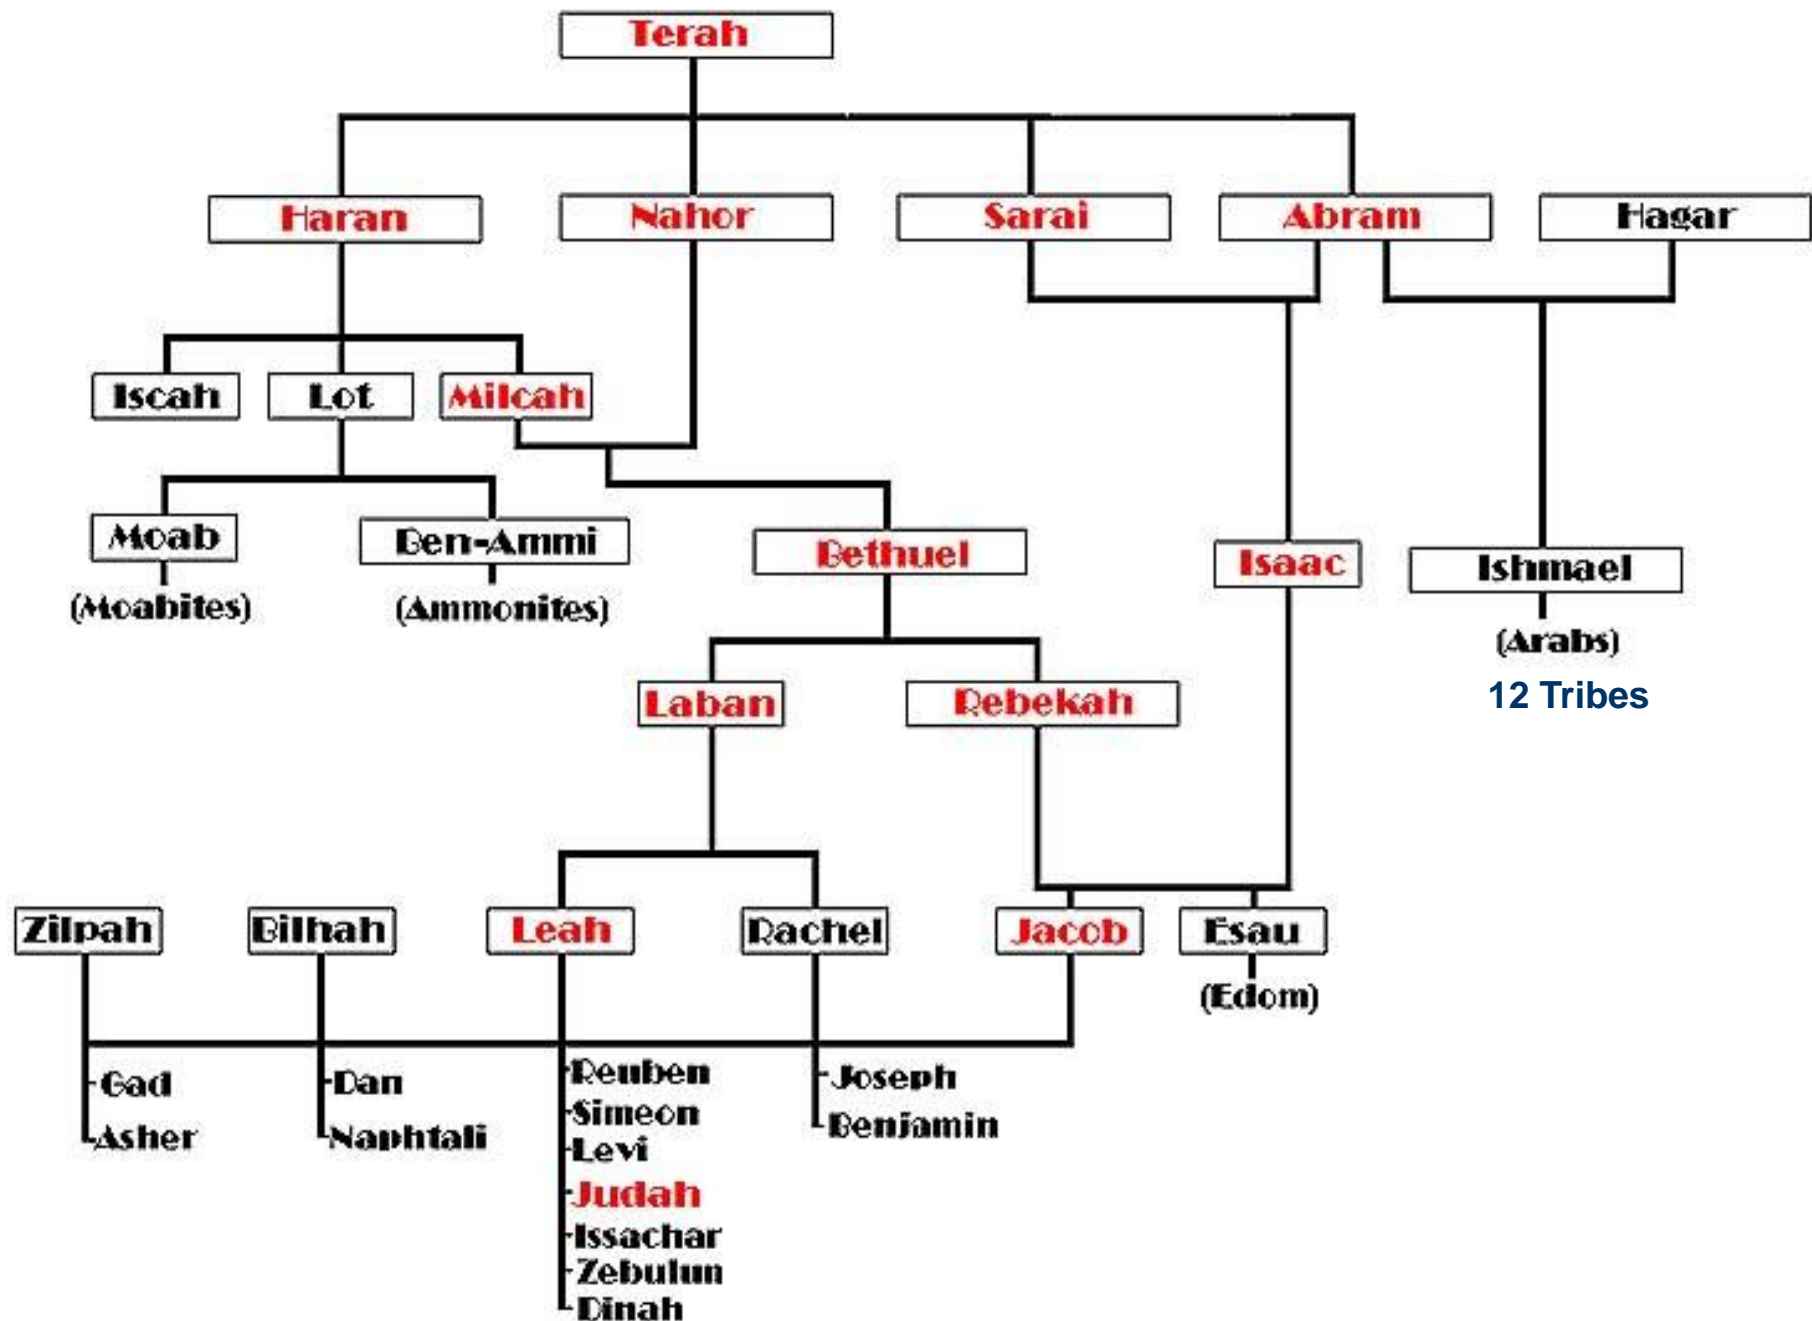 Terah
Haran
Nahor
Sarai
Abram
Hagar
Iscah
Lot
Milcah
Moab
(Moabites)
Ben-Ammi
(Ammonites)
Bethuel
Isaac
Ishmael
(Arabs)
12 Tribes
Laban
Rebekah
Zilpah
Bilhah
Leah
Rachel
Jacob
Esau
(Edom)
Gad
Asher
Dan
Naphtali
Reuben
Simeon
Levi
Judah
Issachar
Zebulun
Dinah
Joseph
Benjamin